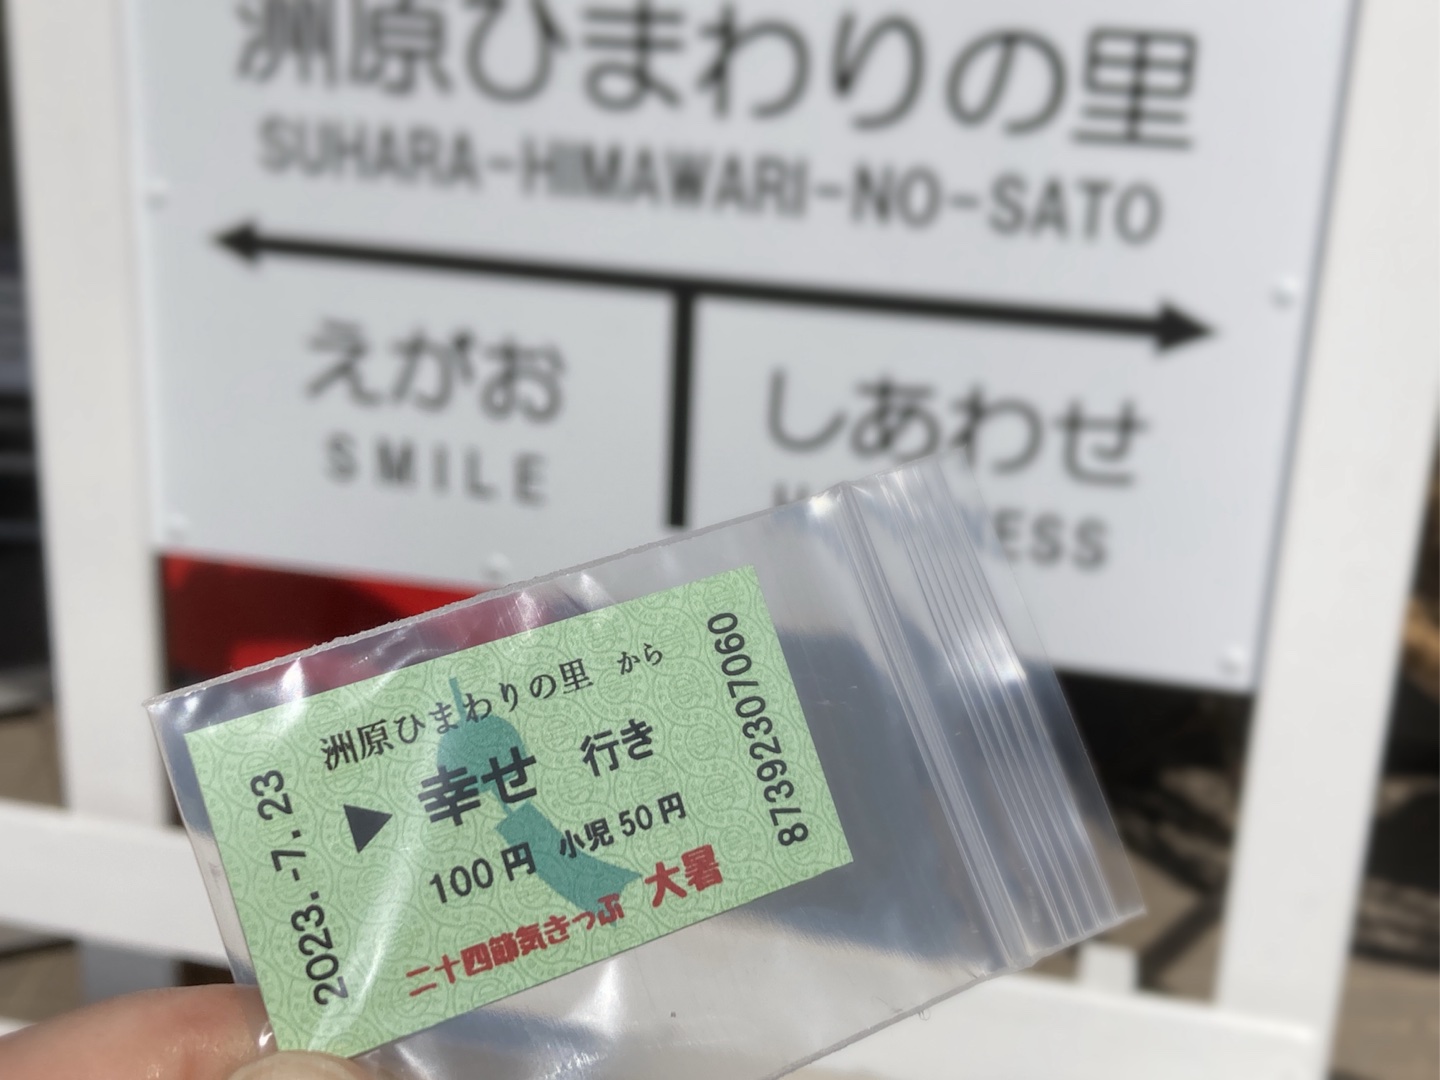 洲原ひまわりの里
SUHARA-HIMAWARI-NO-SATO
えがお
SMILE
しあわせ
2023.-7.23
洲原ひまわりの里 から
▶ 幸せ 行き
100円 小児50円
二十四節気きっぷ 大暑
87392307060